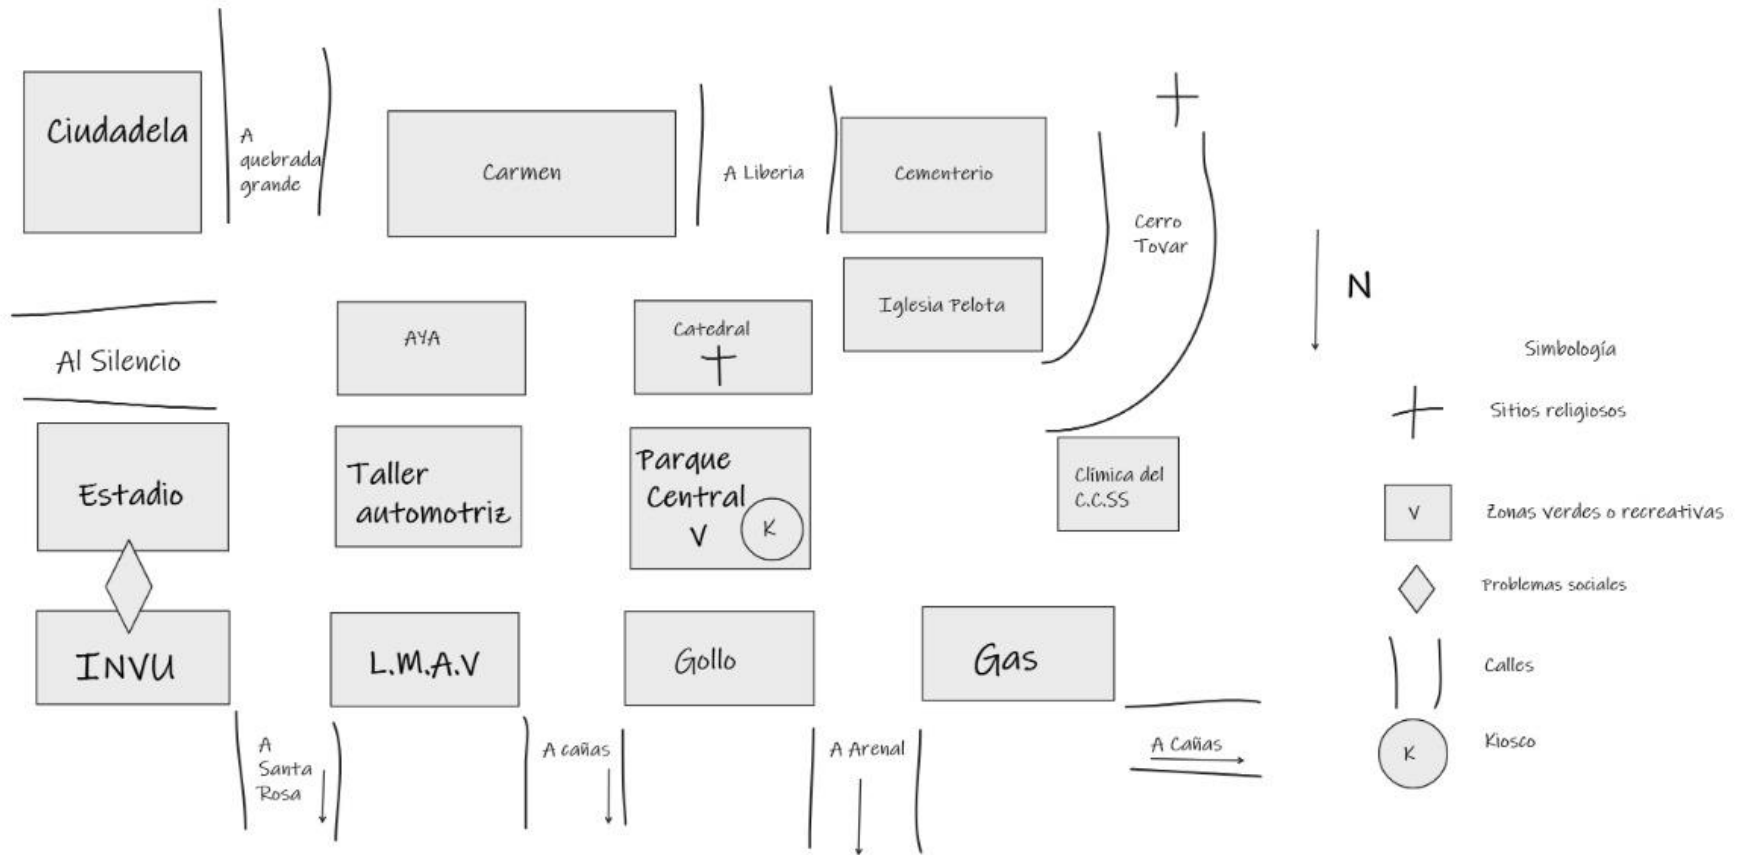 Ciudadela
A
quebrada
grande
Carmen
A Liberia
Cementerio
Cerro
Tovar
N
Iglesia Pelota
Al Silencio
AYA
Catedral
Simbología
Sitios religiosos
Estadio
Taller
automotriz
Parque
Central
V
K
Clímica del
C.C.SS
V
Zonas verdes o recreativas
Problemas sociales
INVU
L.M.A.V
Gollo
Gas
Calles
A
Santa
Rosa
A cañas
A Arenal
A Cañas
K
Kiosco